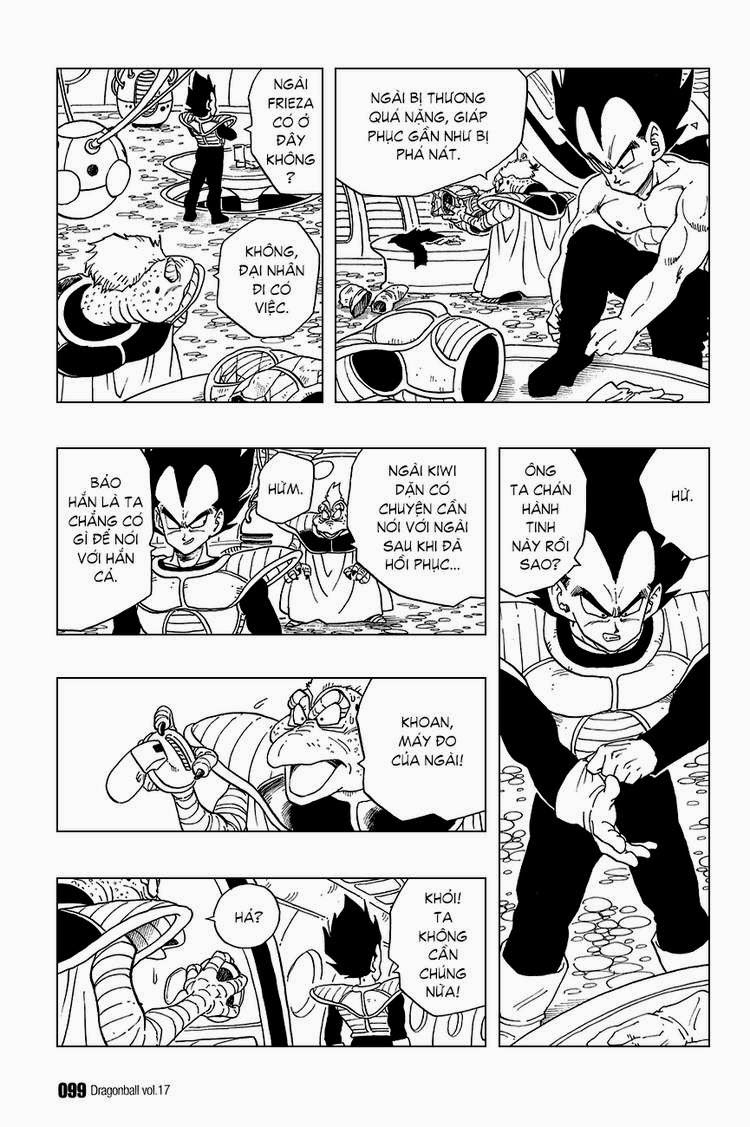 NGÀI BỊ THƯƠNG
QUÁ NẶNG, GIÁP
PHỤC GẦN NHƯ BỊ
PHÁ NÁT.
NGÀI
FRIEZA
CÓ Ở
ĐÂY
KHÔNG
?
KHÔNG,
ĐẠI NHÂN
ĐI CÓ
VIỆC.
HỪ.
ÔNG
TA CHÁN
HÀNH
TINH
NÀY RỒI
SAO?
NGÀI KIWI
DẶN CÓ
CHUYỆN CẦN
NÓI VỚI NGÀI
SAU KHI ĐÃ
HỒI PHỤC...
HỪM.
BẢO
HẮN LÀ TA
CHẲNG CÓ
GÌ ĐỂ NÓI
VỚI HẮN
CẢ.
KHOAN,
MÁY ĐO
CỦA NGÀI!
KHỎI!
TA
KHÔNG
CẦN
CHÚNG
NỮA!
HẢ?
099 Dragonball vol.17